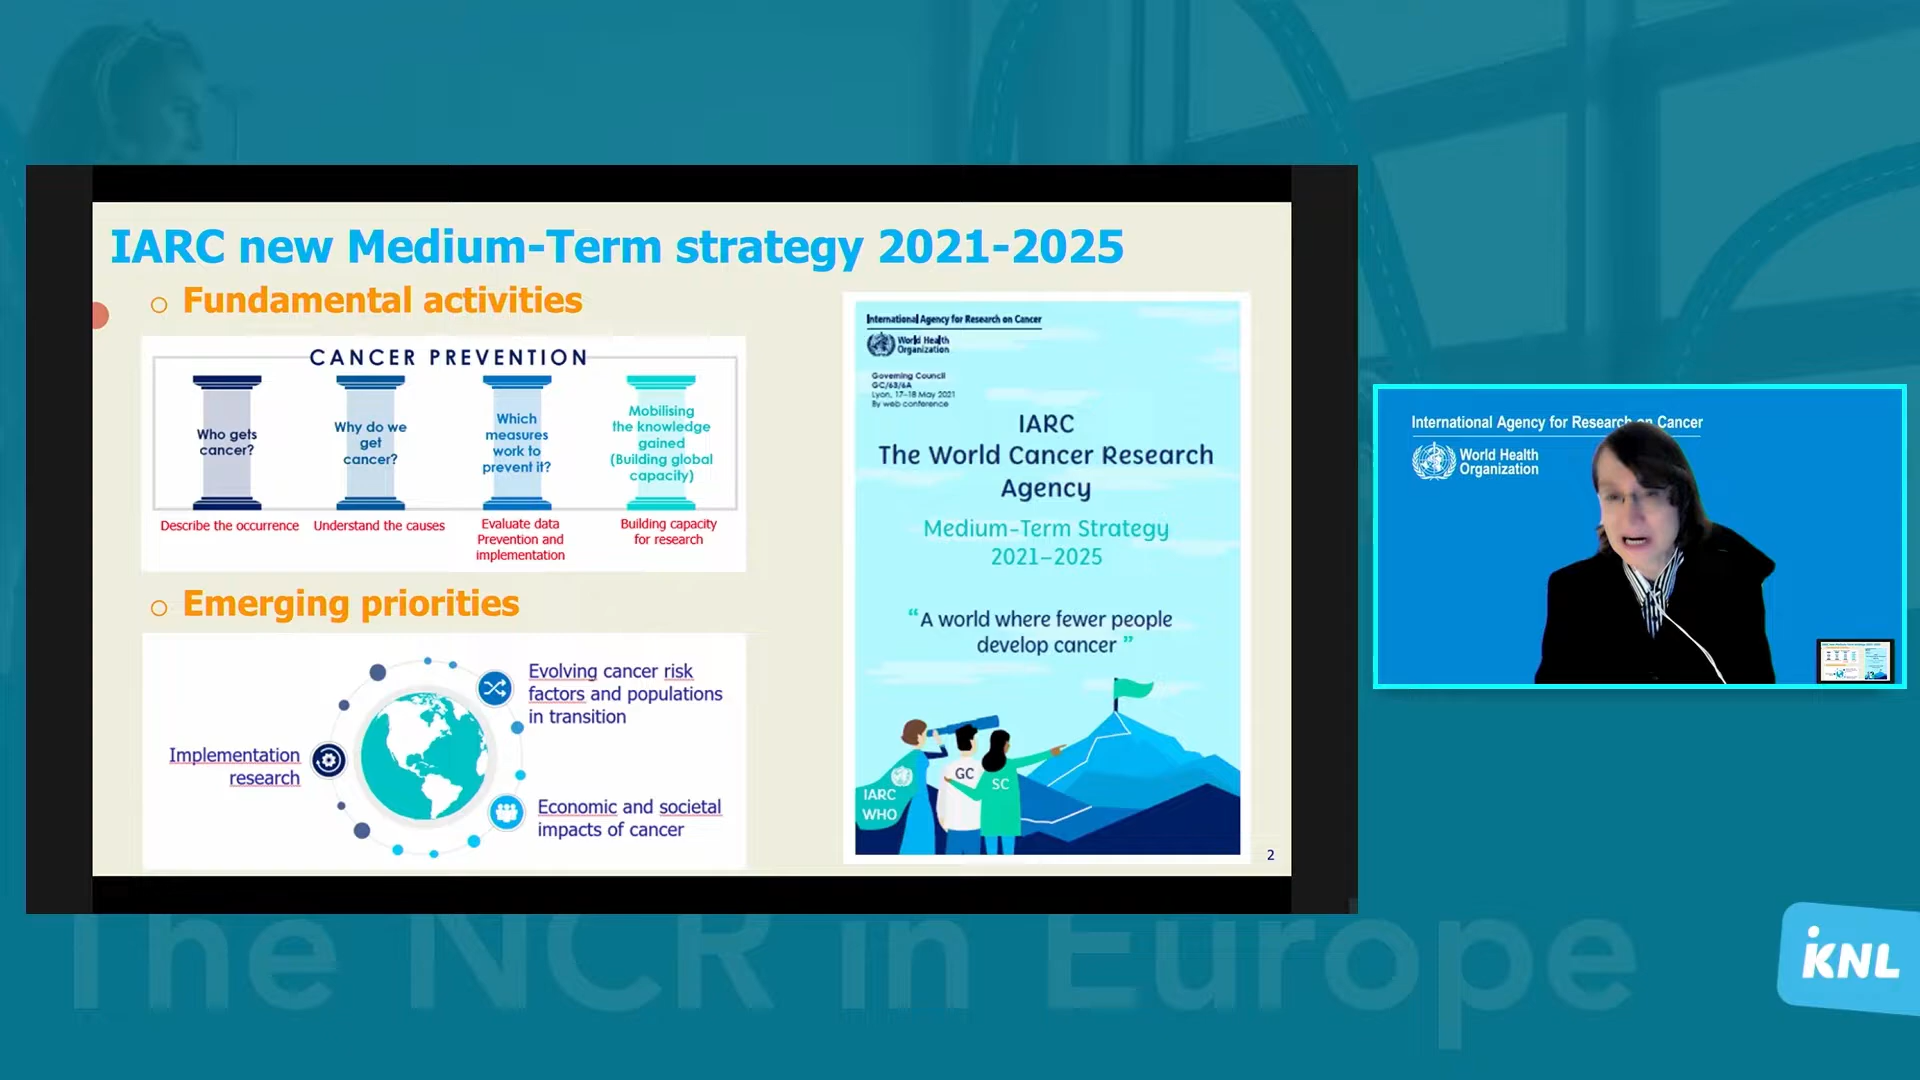 IARC new Medium-Term strategy 2021-2025
Fundamental activities
CANCER PREVENTION
Who gets
cancer?
Why do we
get
cancer?
Which
measures
work to
prevent it?
Mobilising
the knowledge
gained
(Building global
capacity)
Describe the occurrence
Understand the causes
Evaluate data
Prevention and
implementation
Building capacity
for research
Emerging priorities
Implementation
research
Evolving cancer risk
factors and populations
in transition
Economic and societal
impacts of cancer
International Agency for Research on Cancer
World Health
Organization
Governing Council
GC/63/6A
Lyon, 17–18 May 2021
By web conference
IARC
The World Cancer Research
Agency
Medium-Term Strategy
2021–2025
“A world where fewer people
develop cancer ”
IARC
WHO
GC
SC
2
International Agency for Research on Cancer
World Health
Organization
The NCR in Europe
iKNL